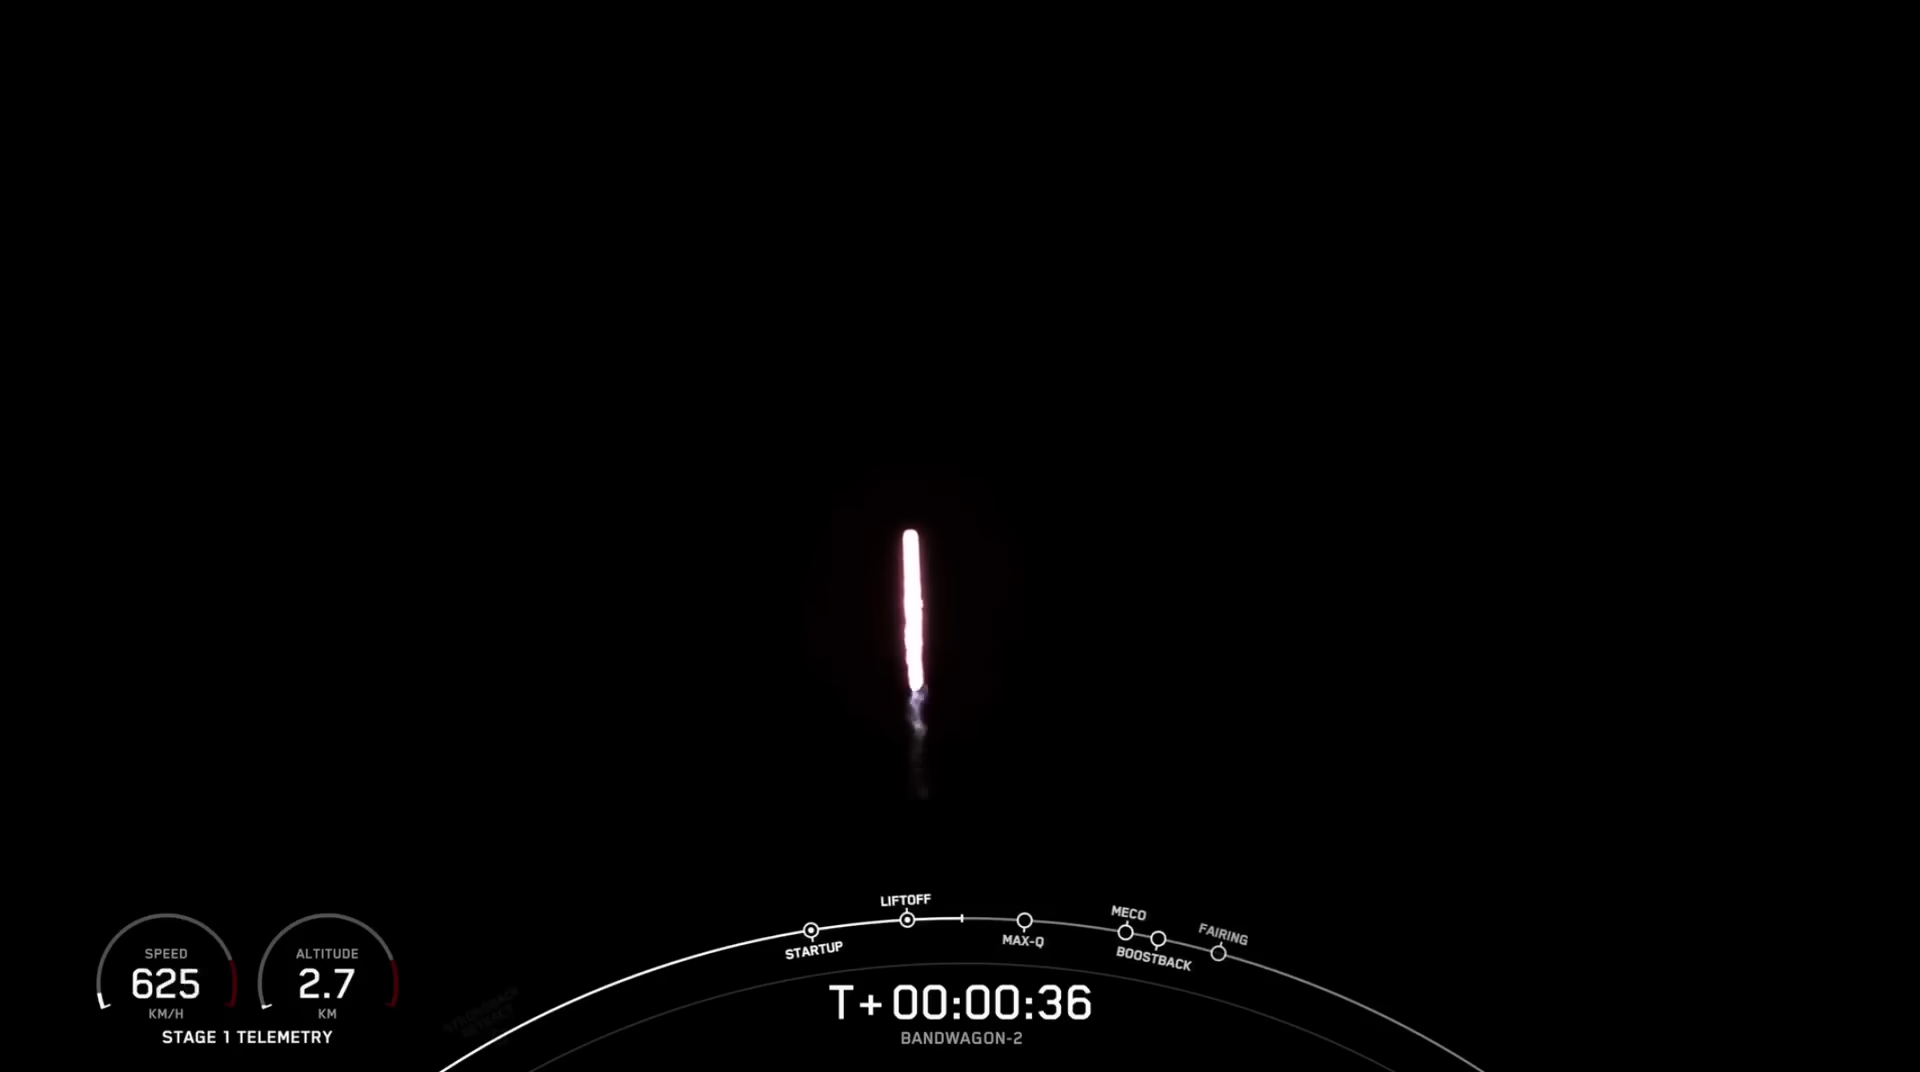 LIFTOFF
STARTUP
MAX-Q
MECO
BOOSTBACK
FAIRING
SPEED
625
KM/H
ALTITUDE
2.7
KM
STAGE 1 TELEMETRY
T+00:00:36
BANDWAGON-2